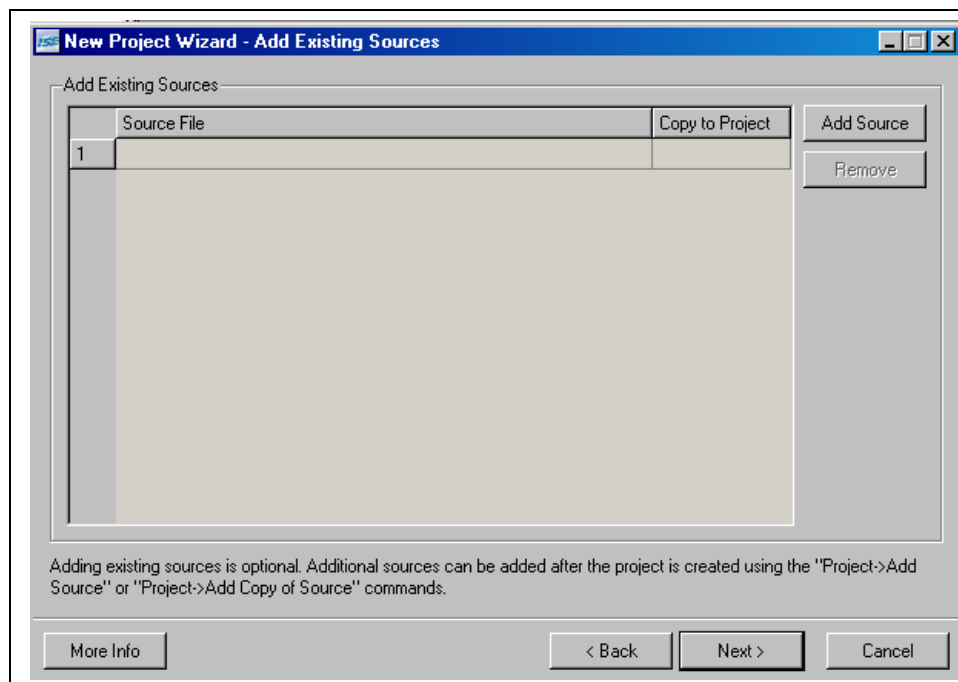 ISE New Project Wizard - Add Existing Sources
Add Existing Sources
Source File Copy to Project Add Source
1
Remove
Adding existing sources is optional. Additional sources can be added after the project is created using the "Project->Add
Source" or "Project->Add Copy of Source" commands.
More Info < Back Next > Cancel